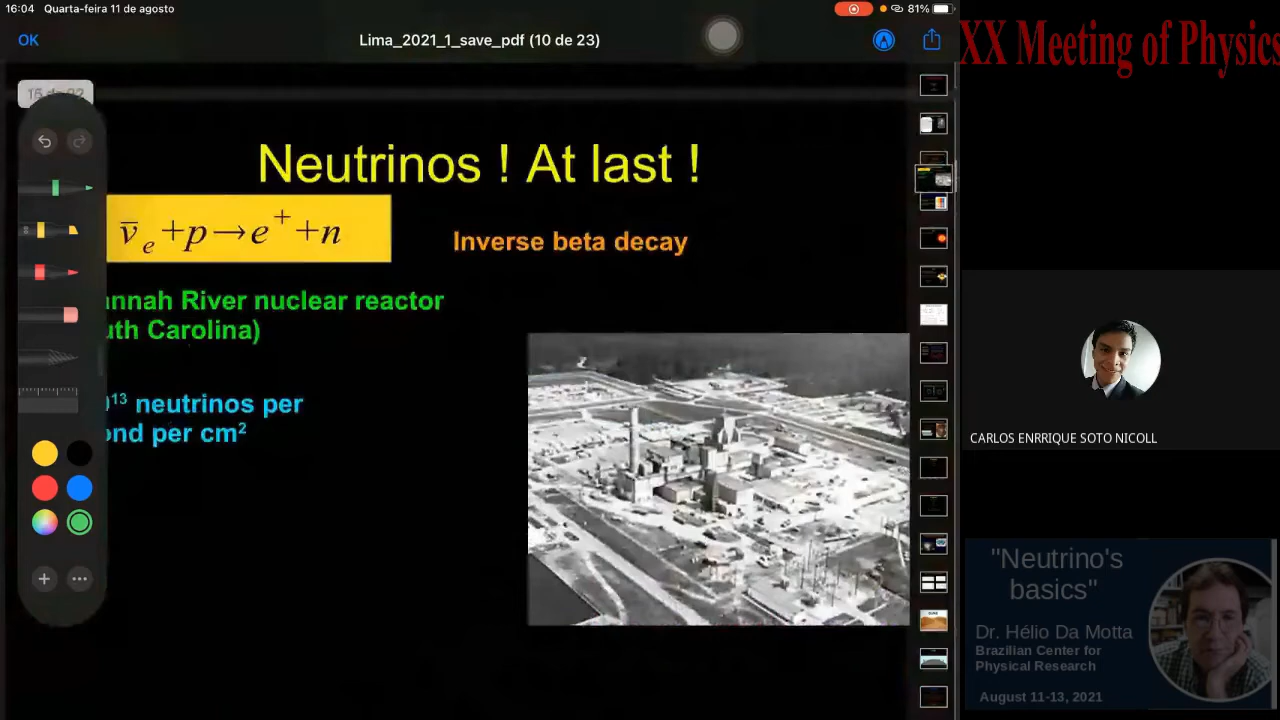 16:04 Quarta-feira 11 de agosto
81%
OK
Lima_2021_1_save_pdf (10 de 23)
XX Meeting of Physics
Neutrinos ! At last !
ν̅ₑ+p→e⁺+n
Inverse beta decay
annah River nuclear reactor
uth Carolina)
¹³ neutrinos per
ond per cm²
CARLOS ENRRIQUE SOTO NICOLL
"Neutrino's
basics"
Dr. Hélio Da Motta
Brazilian Center for
Physical Research
August 11-13, 2021